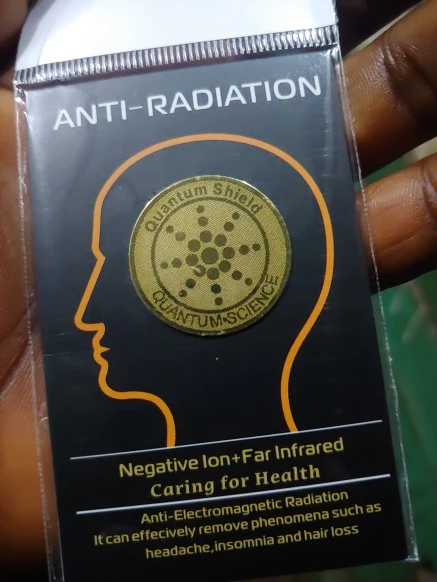 ANTI-RADIATION
Quantum Shield
QUANTUM•SCIENCE
Negative Ion+Far Infrared
Caring for Health
Anti-Electromagnetic Radiation
It can effecively remove phenomena such as
headache,insomnia and hair loss